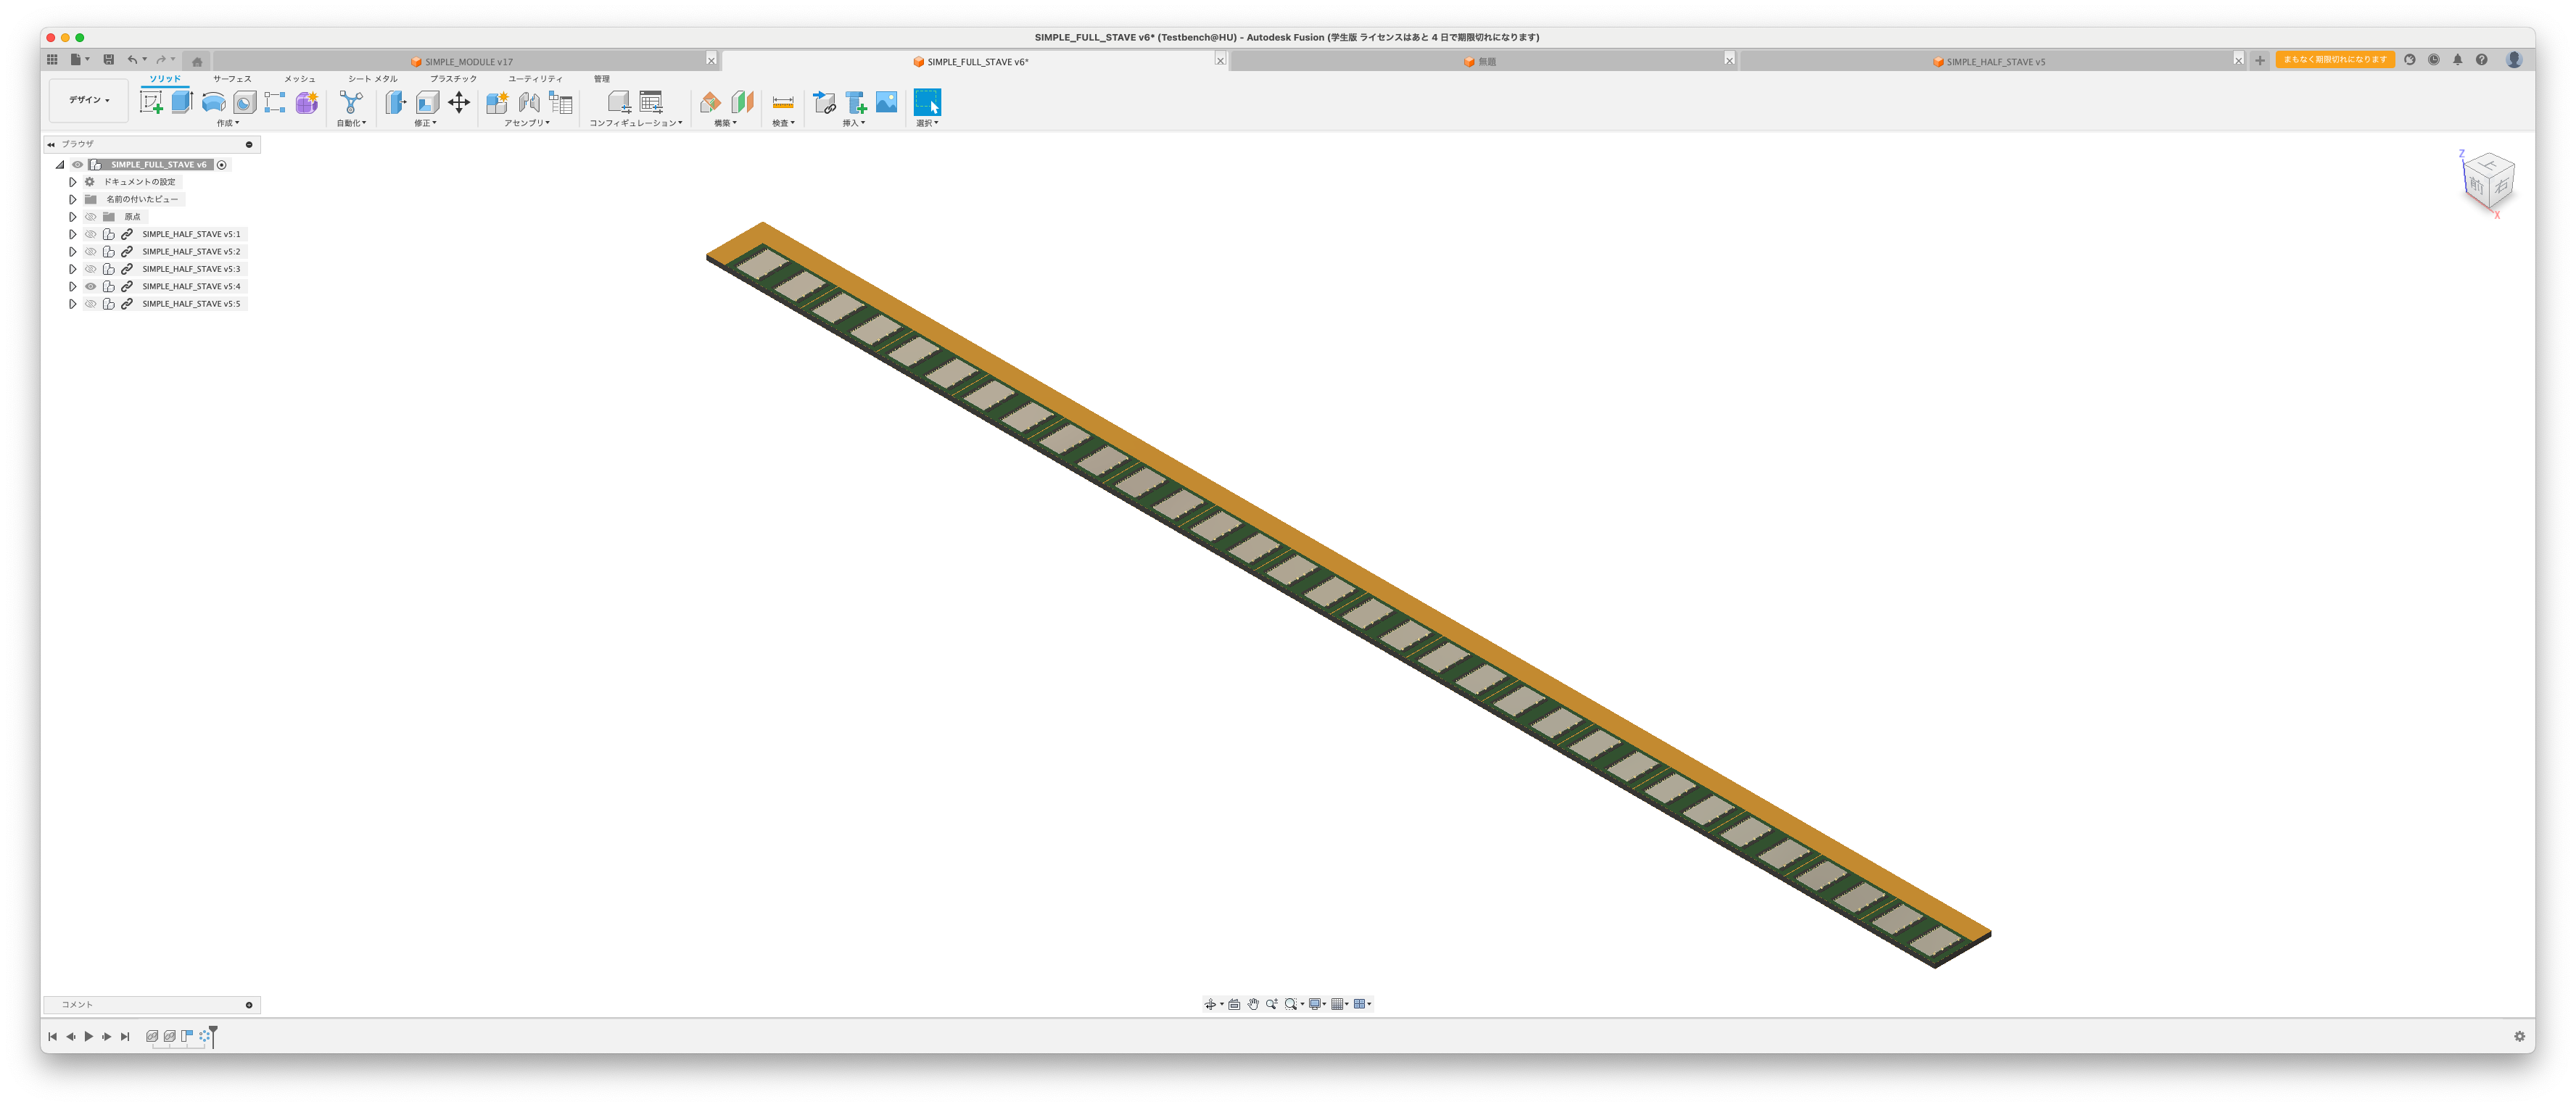 SIMPLE_FULL_STAVE v6* (Testbench@HU) - Autodesk Fusion (学生版 ライセンスはあと 4 日で期限切れになります)
SIMPLE_MODULE v17
SIMPLE_FULL_STAVE v6*
無題
SIMPLE_HALF_STAVE v5
まもなく期限切れになります
ソリッド サーフェス メッシュ シート メタル プラスチック ユーティリティ 管理
デザイン
作成 自動化 修正 アセンブリ コンフィギュレーション 構築 検査 挿入 選択
ブラウザ
SIMPLE_FULL_STAVE v6
ドキュメントの設定
名前の付いたビュー
原点
SIMPLE_HALF_STAVE v5:1
SIMPLE_HALF_STAVE v5:2
SIMPLE_HALF_STAVE v5:3
SIMPLE_HALF_STAVE v5:4
SIMPLE_HALF_STAVE v5:5
Z
上
前
右
X
コメント